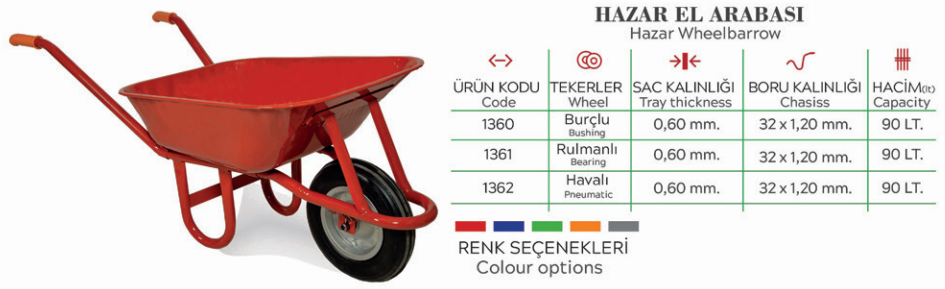 HAZAR EL ARABASI
Hazar Wheelbarrow
ÜRÜN KODU TEKERLER SAC KALINLIĞI BORU KALINLIĞI HACİM(lt)
Code Wheel Tray thickness Chasiss Capacity
1360 Burçlu 0,60 mm. 32 x 1,20 mm. 90 LT.
Bushing
1361 Rulmanlı 0,60 mm. 32 x 1,20 mm. 90 LT.
Bearing
1362 Havalı 0,60 mm. 32 x 1,20 mm. 90 LT.
Pneumatic
RENK SEÇENEKLERİ
Colour options